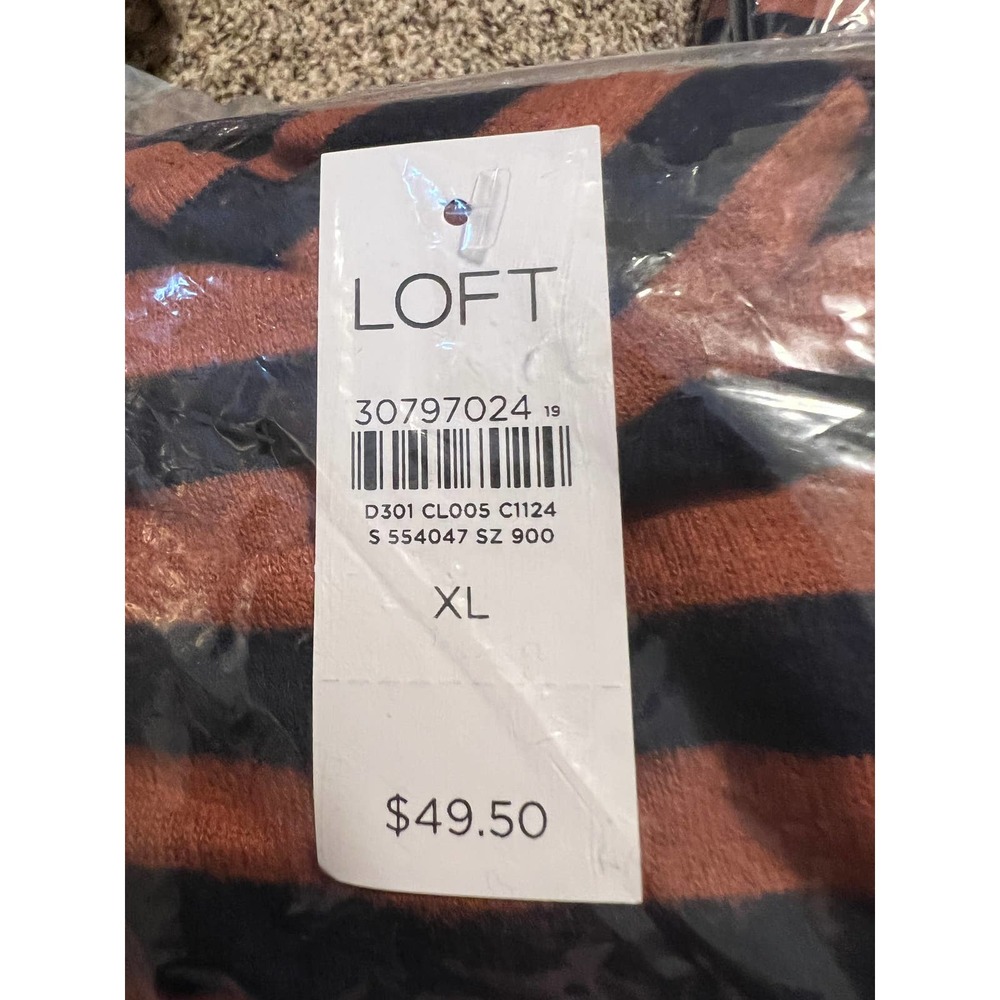 LOFT
30797024 19
D301 CL005 C1124
S 554047 SZ 900
XL
$49.50